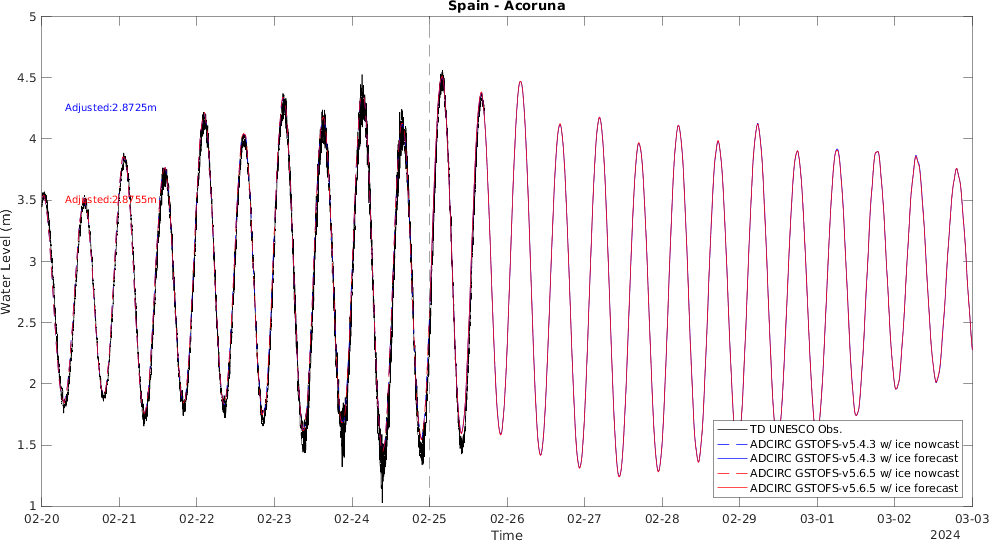 Spain - Acoruna
5
4.5
4
3.5
3
2.5
2
1.5
1
Water Level (m)
Adjusted:2.8725m
Adjusted:2.8755m
TD UNESCO Obs.
ADCIRC GSTOFS-v5.4.3 w/ ice nowcast
ADCIRC GSTOFS-v5.4.3 w/ ice forecast
ADCIRC GSTOFS-v5.6.5 w/ ice nowcast
ADCIRC GSTOFS-v5.6.5 w/ ice forecast
02-20 02-21 02-22 02-23 02-24 02-25 02-26 02-27 02-28 02-29 03-01 03-02 03-03
Time
2024